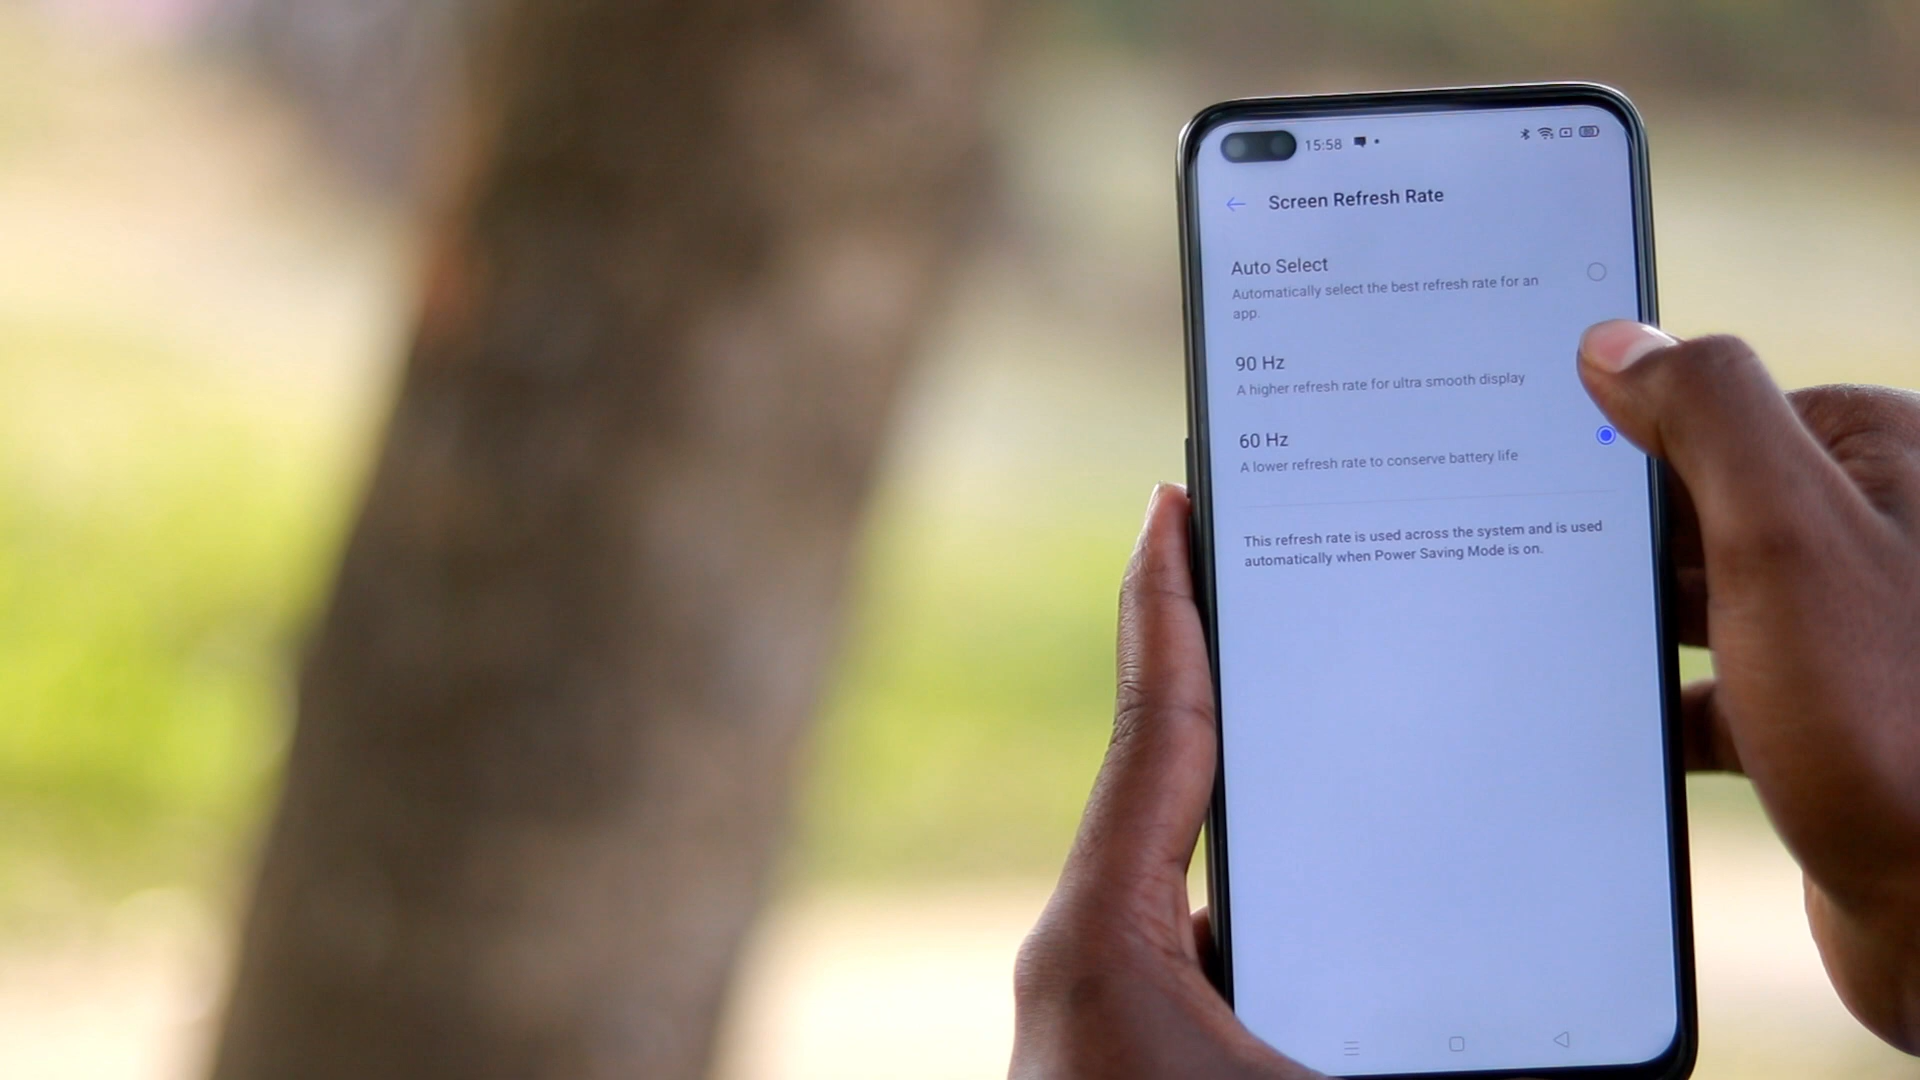 15:58
Screen Refresh Rate
Auto Select
Automatically select the best refresh rate for an
app.
90 Hz
A higher refresh rate for ultra smooth display
60 Hz
A lower refresh rate to conserve battery life
This refresh rate is used across the system and is used
automatically when Power Saving Mode is on.